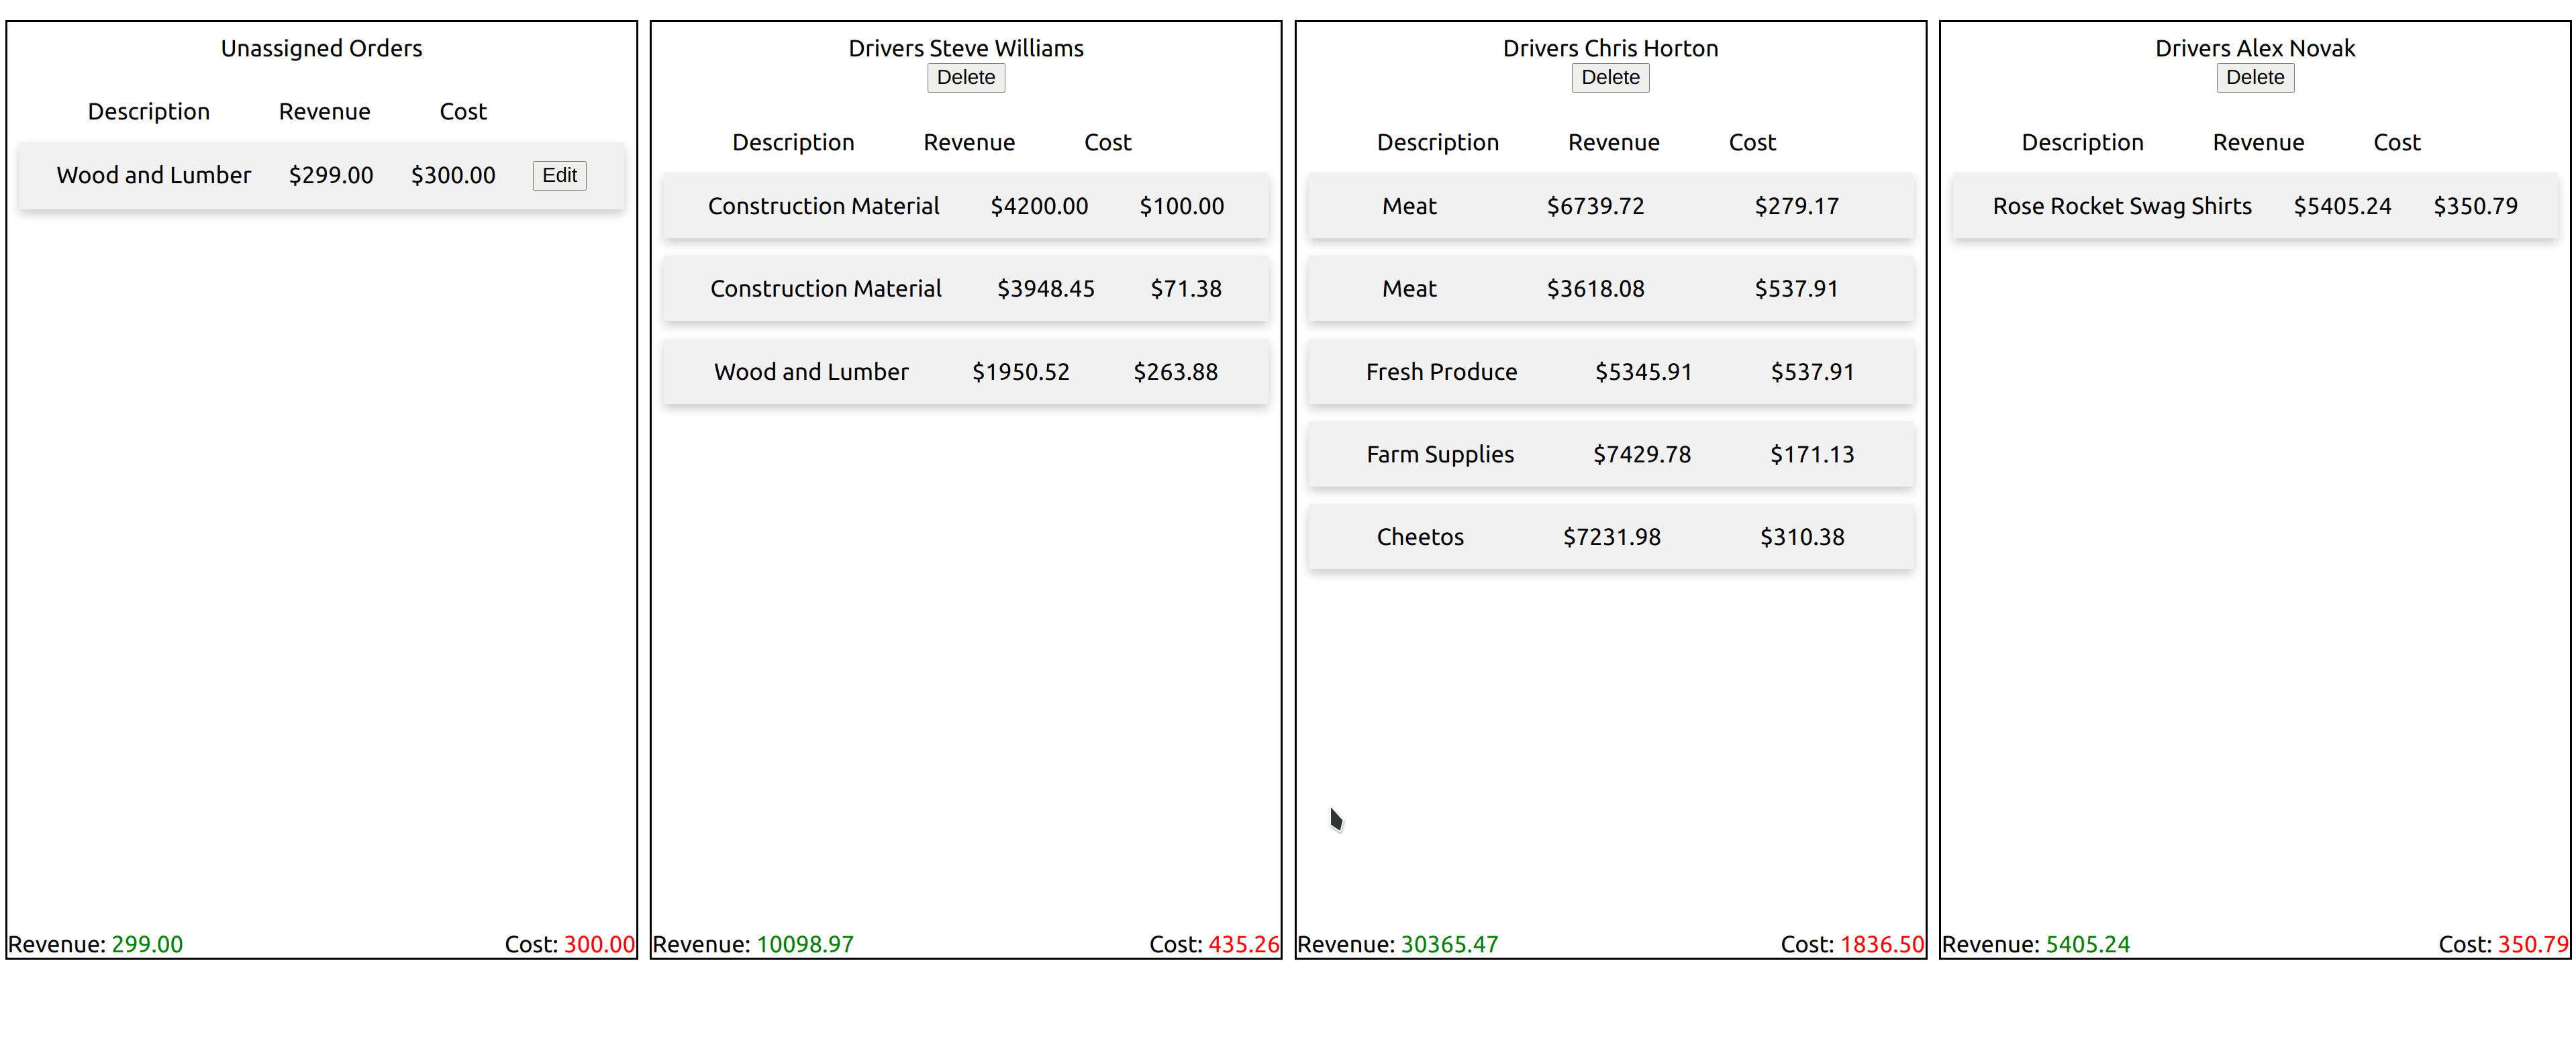 Unassigned Orders
Description Revenue Cost
Wood and Lumber $299.00 $300.00 Edit
Revenue: 299.00 Cost: 300.00
Drivers Steve Williams
Delete
Description Revenue Cost
Construction Material $4200.00 $100.00
Construction Material $3948.45 $71.38
Wood and Lumber $1950.52 $263.88
Revenue: 10098.97 Cost: 435.26
Drivers Chris Horton
Delete
Description Revenue Cost
Meat $6739.72 $279.17
Meat $3618.08 $537.91
Fresh Produce $5345.91 $537.91
Farm Supplies $7429.78 $171.13
Cheetos $7231.98 $310.38
Revenue: 30365.47 Cost: 1836.50
Drivers Alex Novak
Delete
Description Revenue Cost
Rose Rocket Swag Shirts $5405.24 $350.79
Revenue: 5405.24 Cost: 350.79